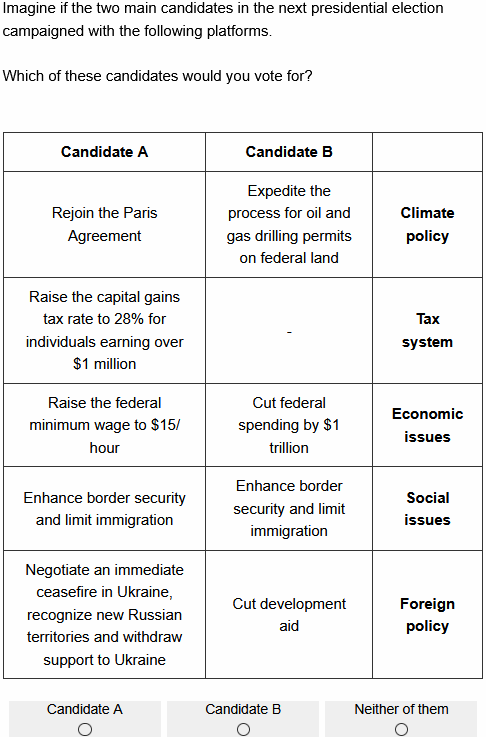 Imagine if the two main candidates in the next presidential election
campaigned with the following platforms.
Which of these candidates would you vote for?
Candidate A
Candidate B
Rejoin the Paris
Agreement
Expedite the
process for oil and
gas drilling permits
on federal land
Climate
policy
Raise the capital gains
tax rate to 28% for
individuals earning over
$1 million
-
Tax
system
Raise the federal
minimum wage to $15/
hour
Cut federal
spending by $1
trillion
Economic
issues
Enhance border security
and limit immigration
Enhance border
security and limit
immigration
Social
issues
Negotiate an immediate
ceasefire in Ukraine,
recognize new Russian
territories and withdraw
support to Ukraine
Cut development
aid
Foreign
policy
Candidate A
Candidate B
Neither of them